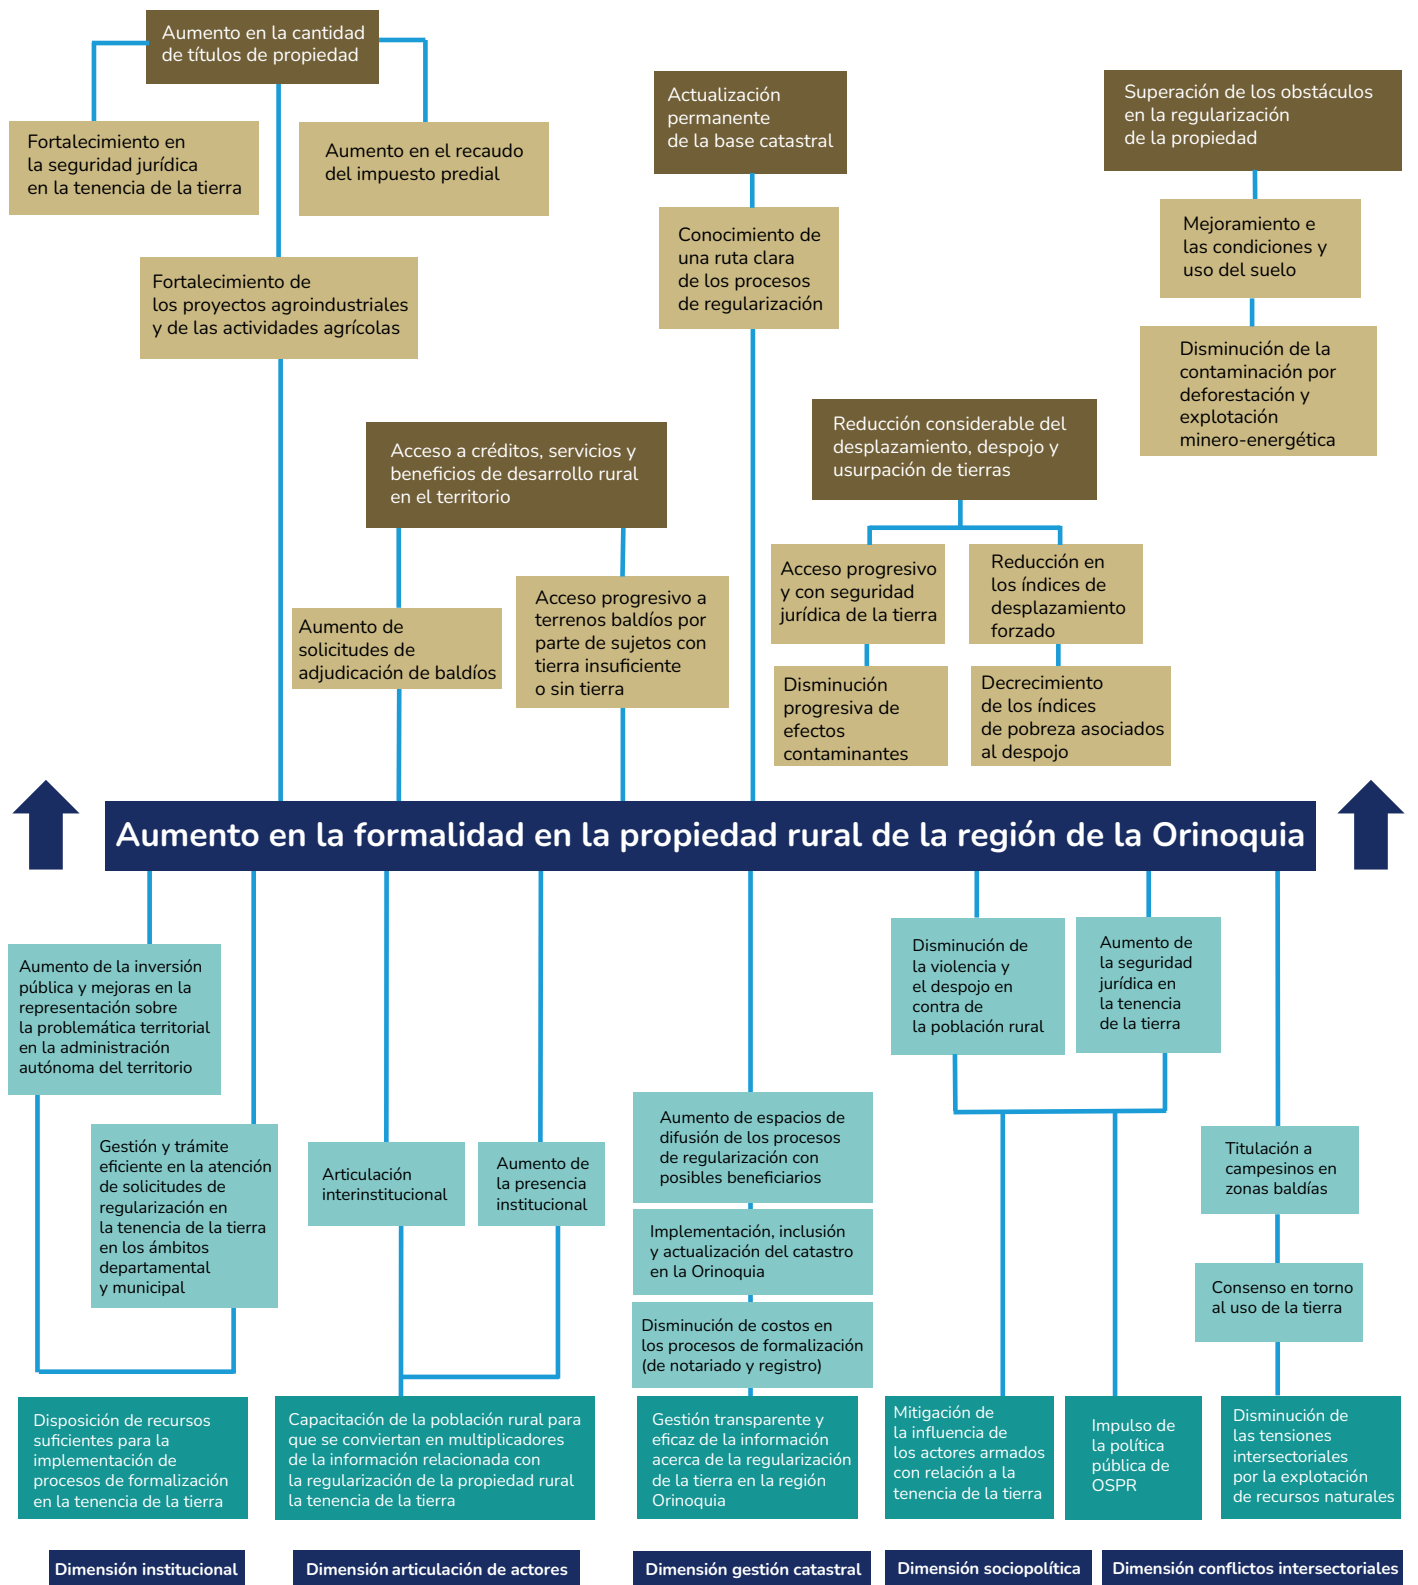 Aumento en la cantidad
de títulos de propiedad
Fortalecimiento en
la seguridad jurídica
en la tenencia de la tierra
Aumento en el recaudo
del impuesto predial
Fortalecimiento de
los proyectos agroindustriales
y de las actividades agrícolas
Actualización
permanente
de la base catastral
Conocimiento de
una ruta clara
de los procesos
de regularización
Superación de los obstáculos
en la regularización
de la propiedad
Mejoramiento e
las condiciones y
uso del suelo
Disminución de la
contaminación por
deforestación y
explotación
minero-energética
Acceso a créditos, servicios y
beneficios de desarrollo rural
en el territorio
Aumento de
solicitudes de
adjudicación de baldíos
Acceso progresivo a
terrenos baldíos por
parte de sujetos con
tierra insuficiente
o sin tierra
Reducción considerable del
desplazamiento, despojo y
usurpación de tierras
Acceso progresivo
y con seguridad
jurídica de la tierra
Reducción en
los índices de
desplazamiento
forzado
Disminución
progresiva de
efectos
contaminantes
Decrecimiento
de los índices
de pobreza asociados
al despojo
Aumento en la formalidad en la propiedad rural de la región de la Orinoquia
Aumento de la inversión
pública y mejoras en la
representación sobre
la problemática territorial
en la administración
autónoma del territorio
Gestión y trámite
eficiente en la atención
de solicitudes de
regularización en
la tenencia de la tierra
en los ámbitos
departamental
y municipal
Articulación
interinstitucional
Aumento de
la presencia
institucional
Aumento de espacios de
difusión de los procesos
de regularización con
posibles beneficiarios
Implementación, inclusión
y actualización del catastro
en la Orinoquia
Disminución de costos en
los procesos de formalización
(de notariado y registro)
Disminución de
la violencia y
el despojo en
contra de
la población rural
Aumento de
la seguridad
jurídica en
la tenencia
de la tierra
Titulación a
campesinos en
zonas baldías
Consenso en torno
al uso de la tierra
Disposición de recursos
suficientes para la
implementación de
procesos de formalización
en la tenencia de la tierra
Capacitación de la población rural para
que se conviertan en multiplicadores
de la información relacionada con
la regularización de la propiedad rural
la tenencia de la tierra
Gestión transparente y
eficaz de la información
acerca de la regularización
de la tierra en la región
Orinoquia
Mitigación de
la influencia de
los actores armados
con relación a la
tenencia de la tierra
Impulso de
la política
pública de
OSPR
Disminución de
las tensiones
intersectoriales
por la explotación
de recursos naturales
Dimensión institucional
Dimensión articulación de actores
Dimensión gestión catastral
Dimensión sociopolítica
Dimensión conflictos intersectoriales